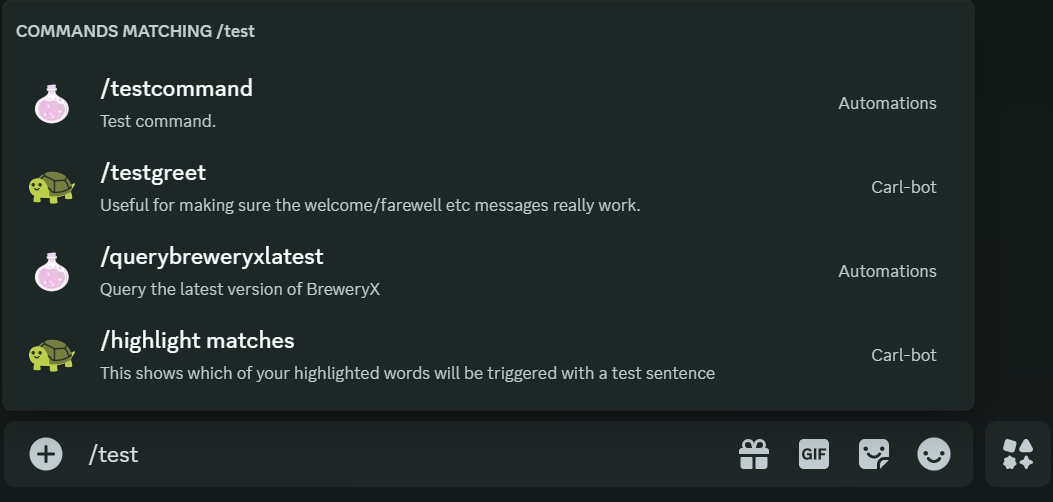 COMMANDS MATCHING /test
/testcommand
Test command.
Automations
/testgreet
Useful for making sure the welcome/farewell etc messages really work.
Carl-bot
/querybreweryxlatest
Query the latest version of BreweryX
Automations
/highlight matches
This shows which of your highlighted words will be triggered with a test sentence
Carl-bot
/test
GIF